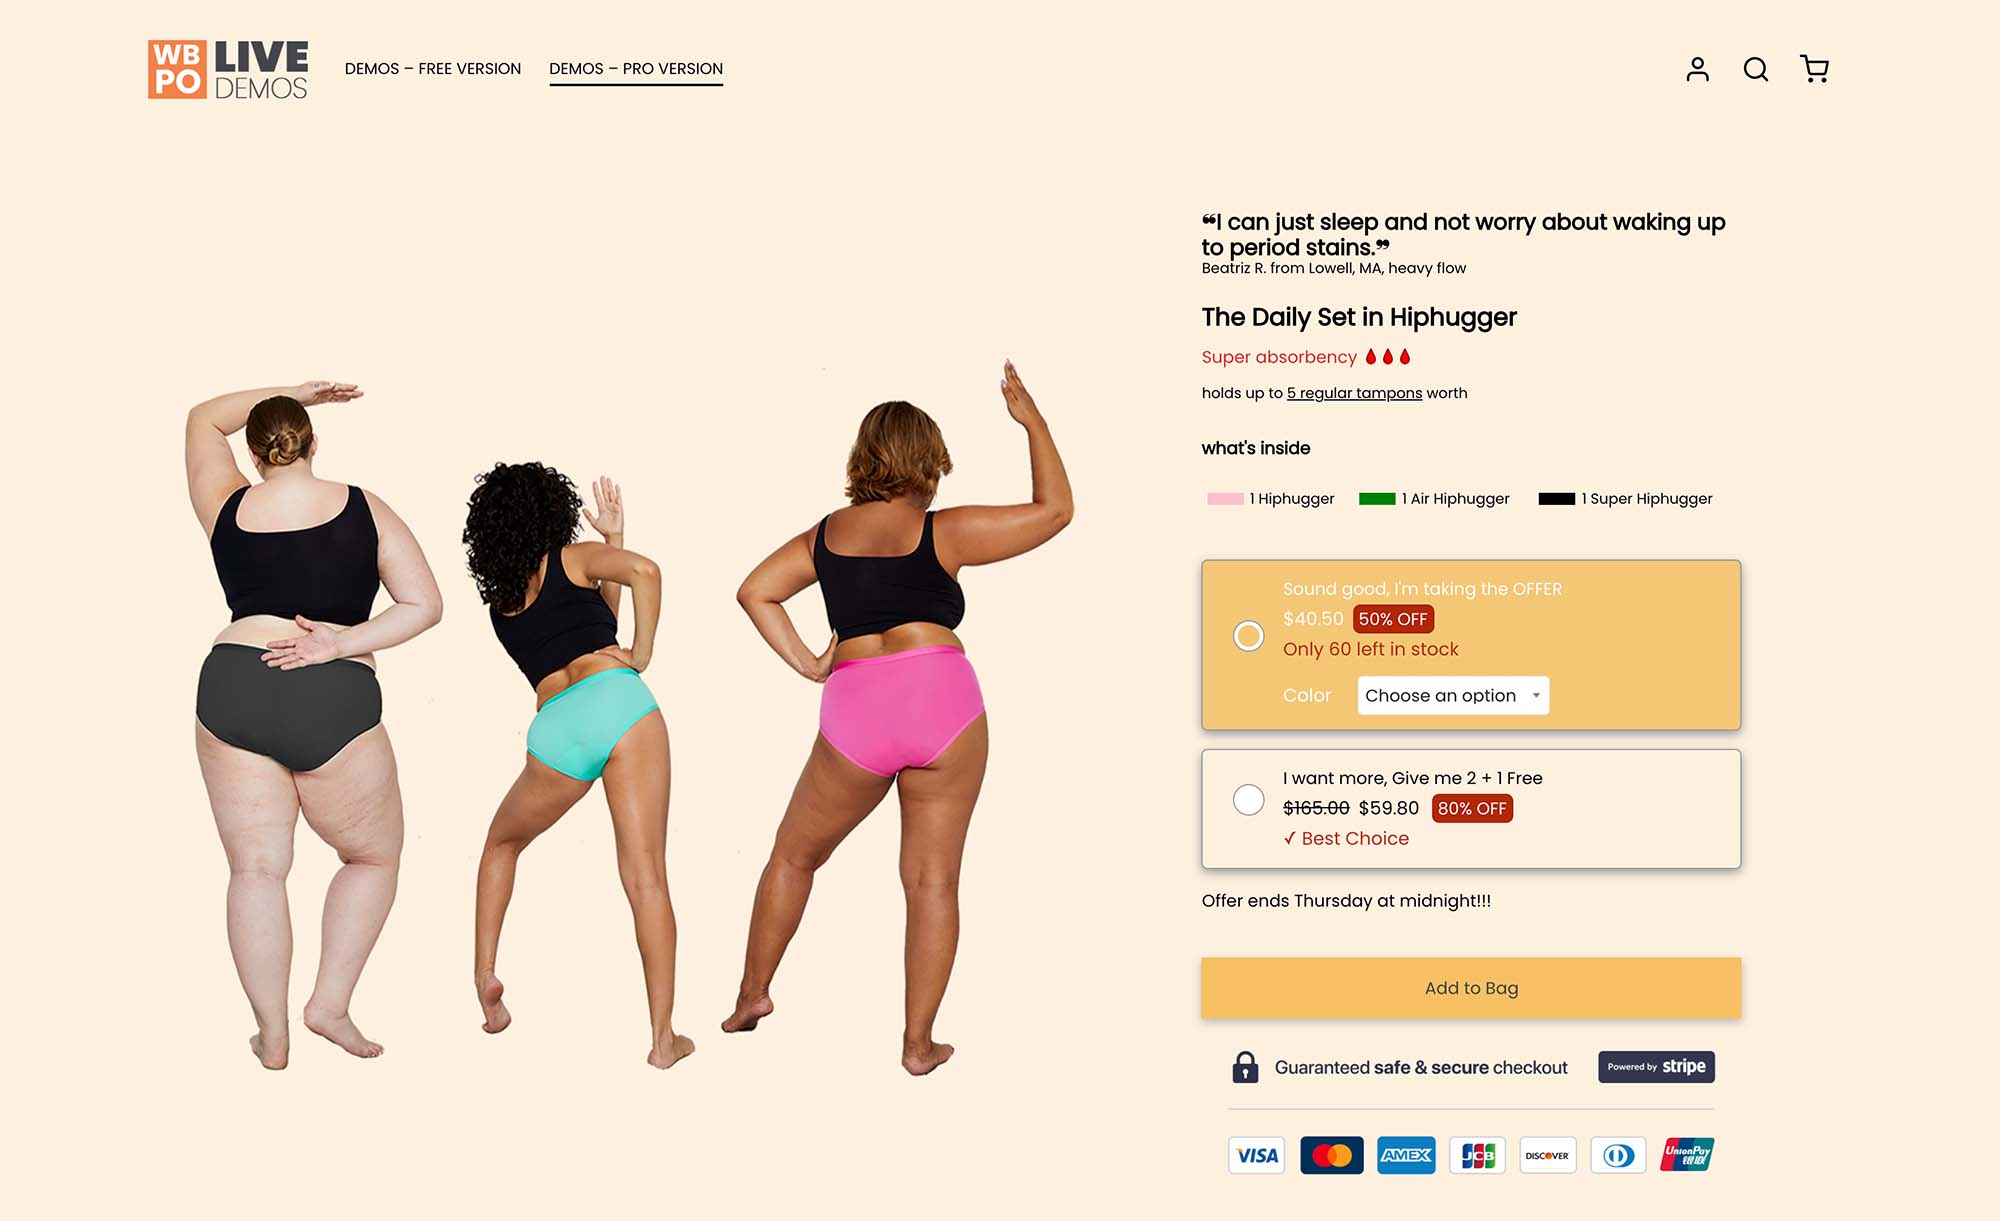 WB
PO
LIVE
DEMOS
DEMOS – FREE VERSION
DEMOS – PRO VERSION
❝I can just sleep and not worry about waking up
to period stains.❞
Beatriz R. from Lowell, MA, heavy flow
The Daily Set in Hiphugger
Super absorbency 🩸🩸🩸
holds up to 5 regular tampons worth
what's inside
1 Hiphugger
1 Air Hiphugger
1 Super Hiphugger
Sound good, I'm taking the OFFER
$40.50 50% OFF
Only 60 left in stock
Color Choose an option
I want more, Give me 2 + 1 Free
$165.00 $59.80 80% OFF
✓ Best Choice
Offer ends Thursday at midnight!!!
Add to Bag
Guaranteed safe & secure checkout
Powered by stripe
VISA
AMEX
JCB
DISCOVER
UnionPay
银联